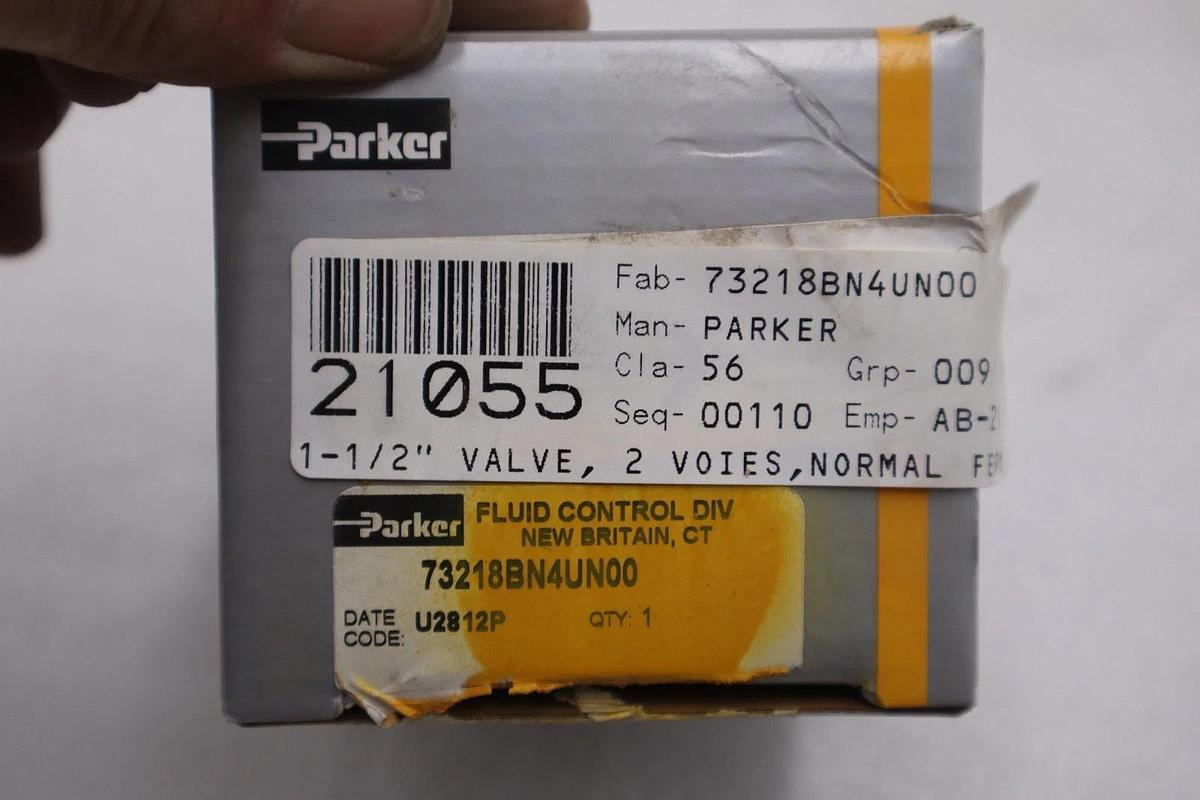 Parker
Fab- 73218BN4UN00
Man- PARKER
Cla- 56 Grp- 009
21055
Seq- 00110 Emp- AB-
1-1/2" VALVE, 2 VOIES,NORMAL
Parker FLUID CONTROL DIV
NEW BRITAIN, CT
73218BN4UN00
DATE CODE: U2812P QTY: 1